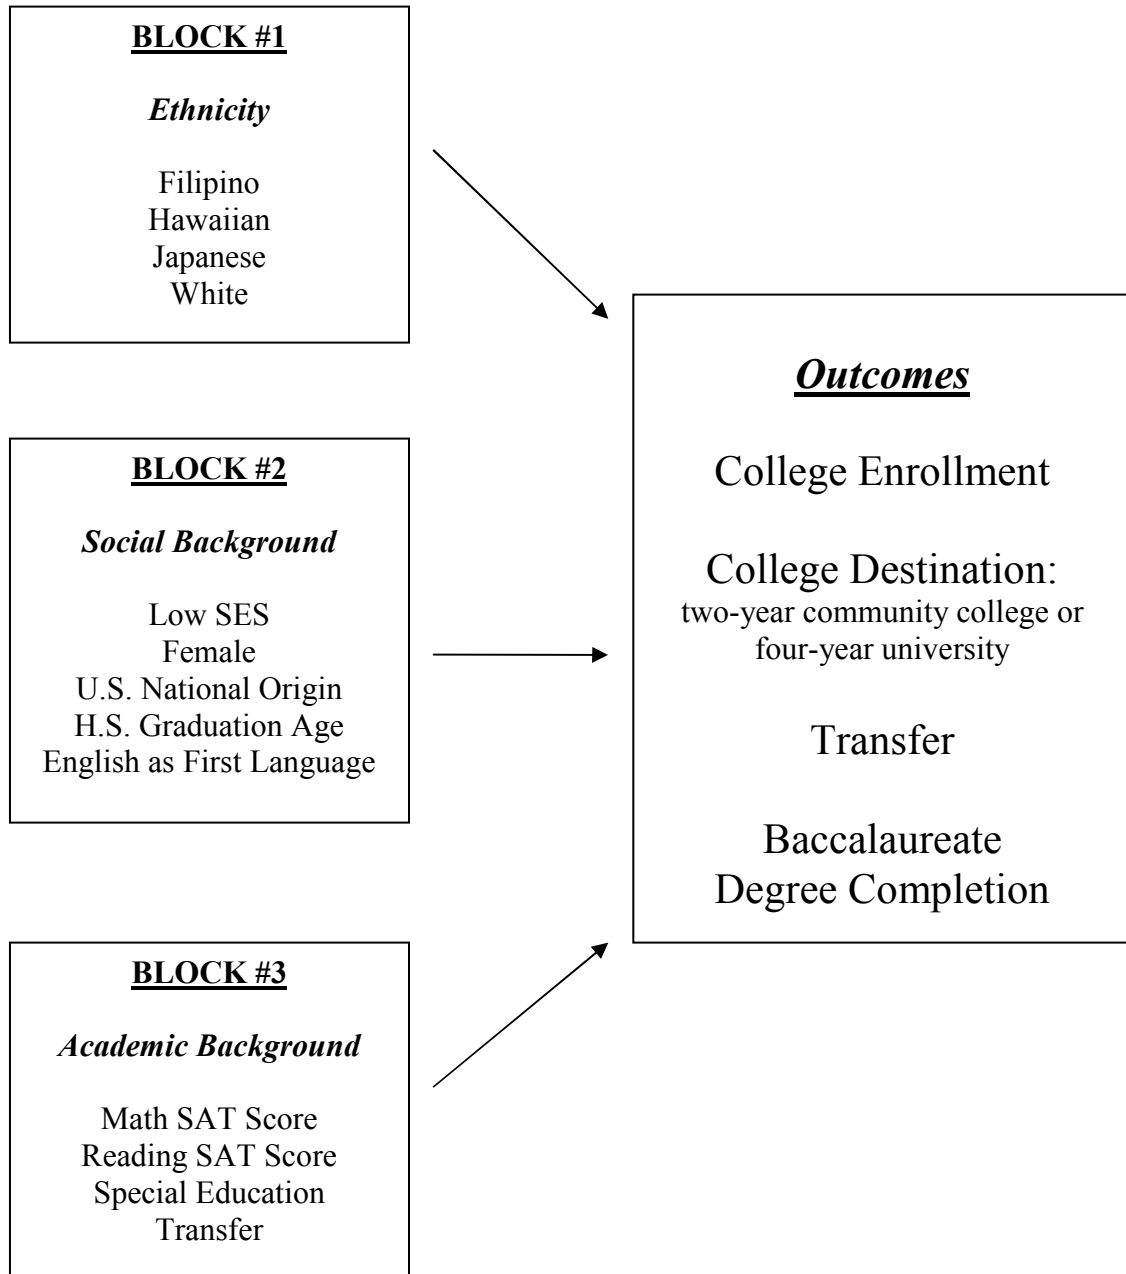 BLOCK #1
Ethnicity
Filipino
Hawaiian
Japanese
White
BLOCK #2
Social Background
Low SES
Female
U.S. National Origin
H.S. Graduation Age
English as First Language
BLOCK #3
Academic Background
Math SAT Score
Reading SAT Score
Special Education
Transfer
Outcomes
College Enrollment
College Destination:
two-year community college or
four-year university
Transfer
Baccalaureate
Degree Completion